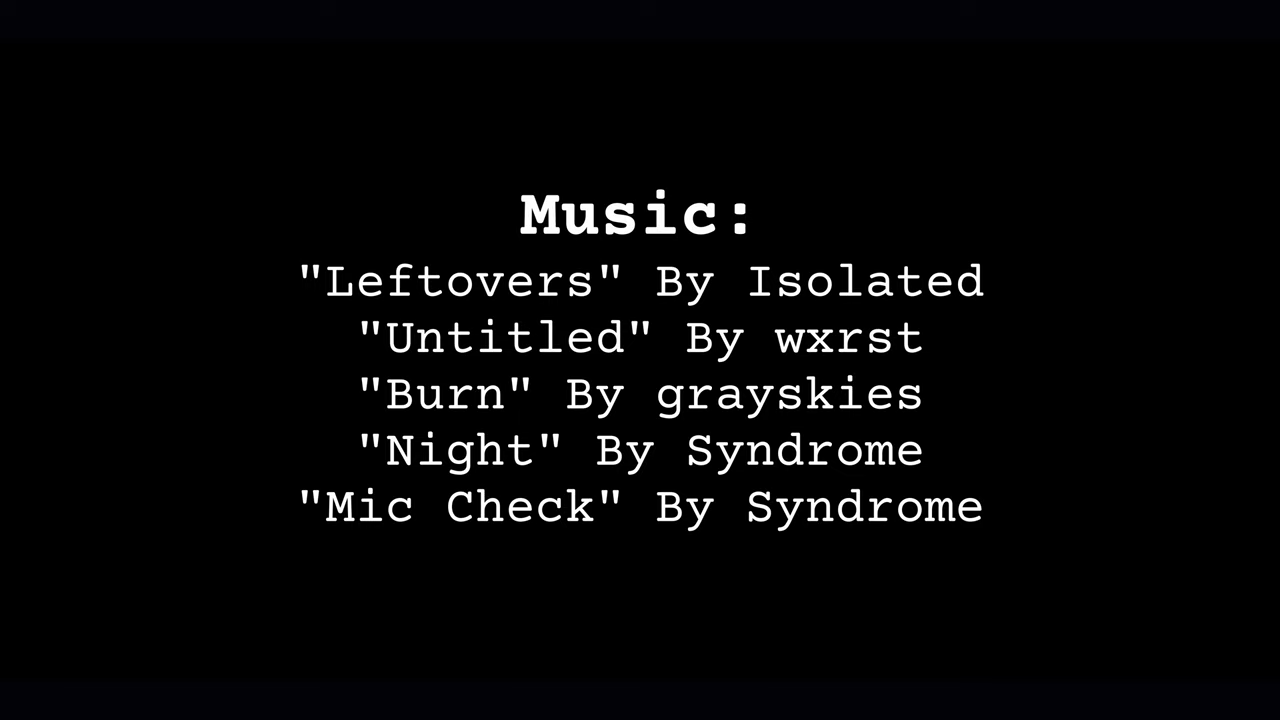 Music:
"Leftovers" By Isolated
"Untitled" By wxrst
"Burn" By grayskies
"Night" By Syndrome
"Mic Check" By Syndrome